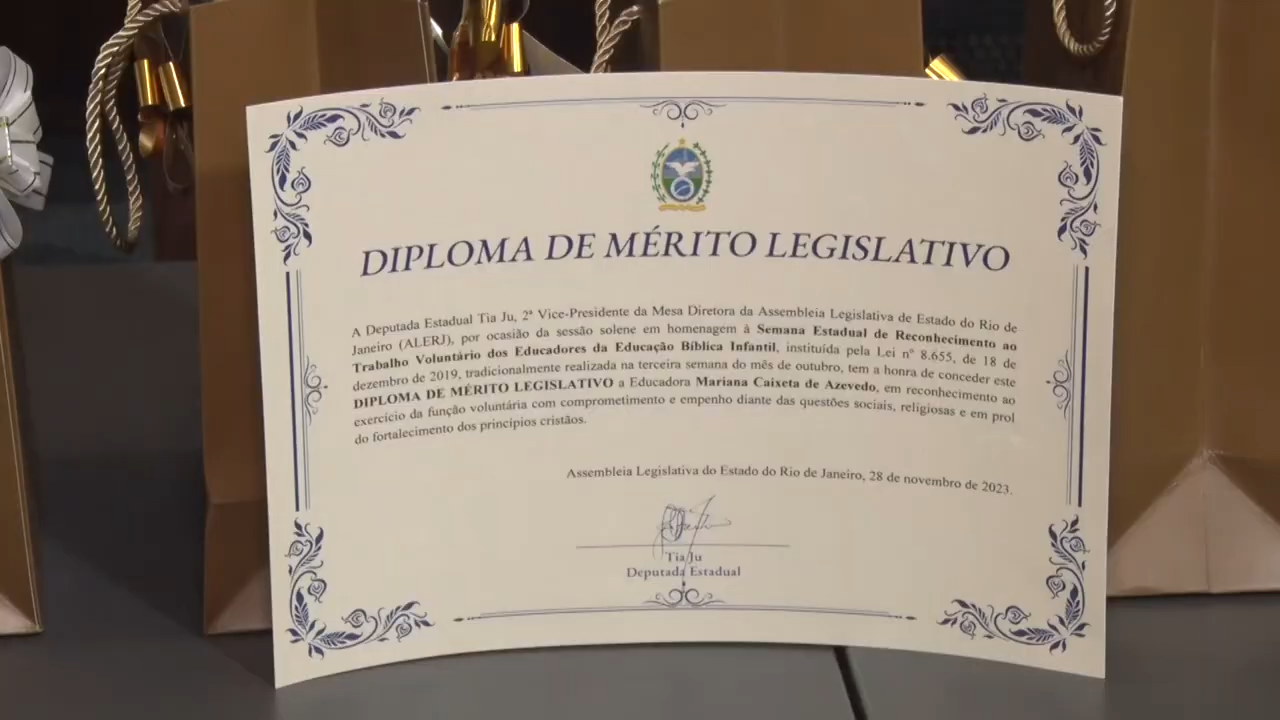 DIPLOMA DE MÉRITO LEGISLATIVO
A Deputada Estadual Tia Ju, 2ª Vice-Presidente da Mesa Diretora da Assembleia Legislativa de Estado do Rio de
Janeiro (ALERJ), por ocasião da sessão solene em homenagem à Semana Estadual de Reconhecimento ao
Trabalho Voluntário dos Educadores da Educação Bíblica Infantil, instituída pela Lei nº 8.655, de 18 de
dezembro de 2019, tradicionalmente realizada na terceira semana do mês de outubro, tem a honra de conceder este
DIPLOMA DE MÉRITO LEGISLATIVO a Educadora Mariana Caixeta de Azevedo, em reconhecimento ao
exercício da função voluntária com comprometimento e empenho diante das questões sociais, religiosas e em prol
do fortalecimento dos princípios cristãos.
Assembleia Legislativa do Estado do Rio de Janeiro, 28 de novembro de 2023.
Tia Ju
Deputada Estadual